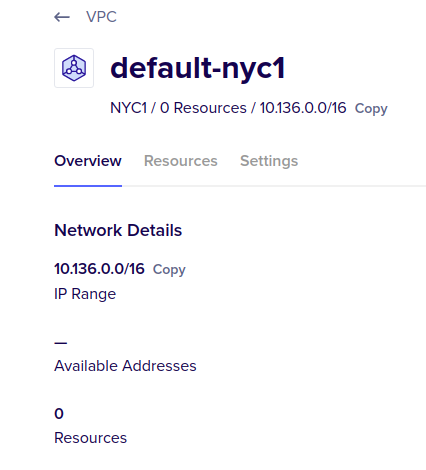 ← VPC
default-nyc1
NYC1 / 0 Resources / 10.136.0.0/16 Copy
Overview Resources Settings
Network Details
10.136.0.0/16 Copy
IP Range
—
Available Addresses
0
Resources